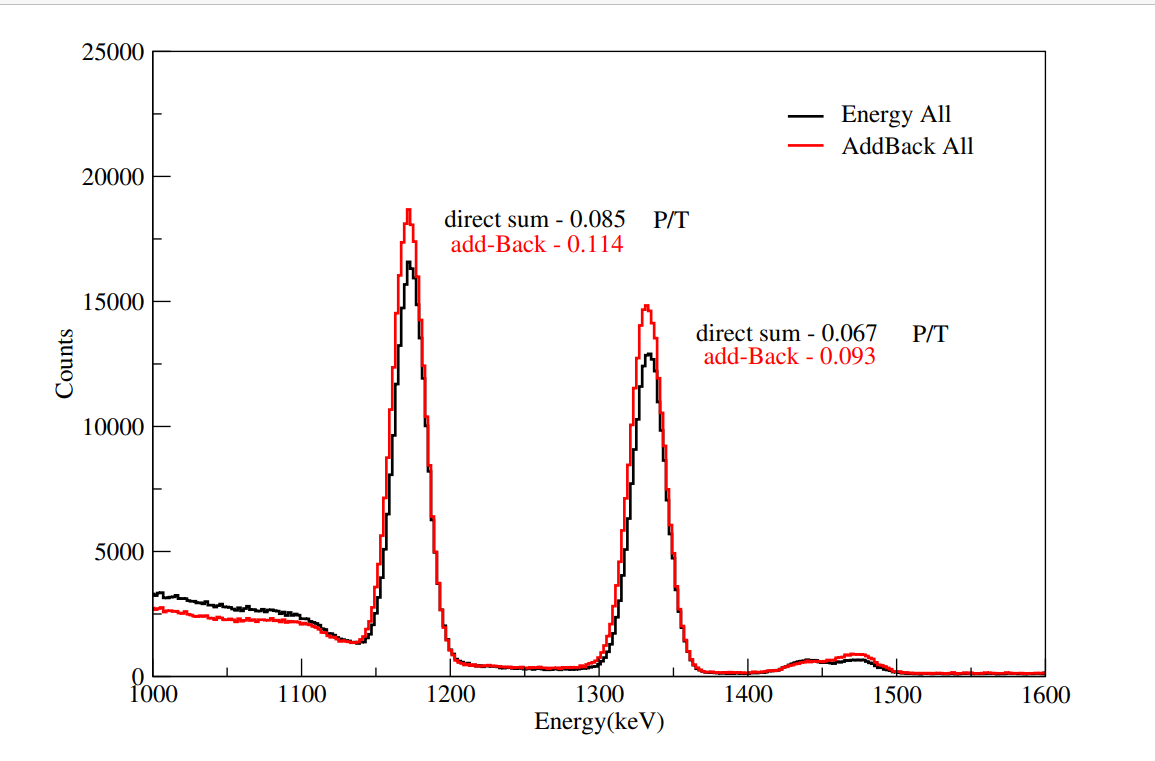 25000
20000
15000
10000
5000
0
Counts
Energy All
AddBack All
direct sum - 0.085 P/T
add-Back - 0.114
direct sum - 0.067 P/T
add-Back - 0.093
1000 1100 1200 1300 1400 1500 1600
Energy(keV)